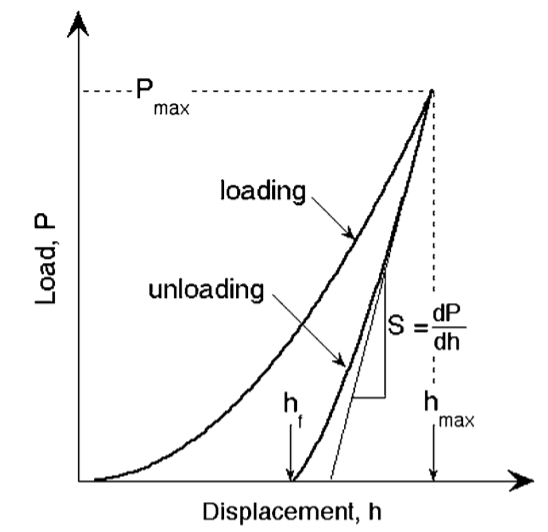 P max
loading
unloading
S = dP/dh
h f
h max
Load, P
Displacement, h